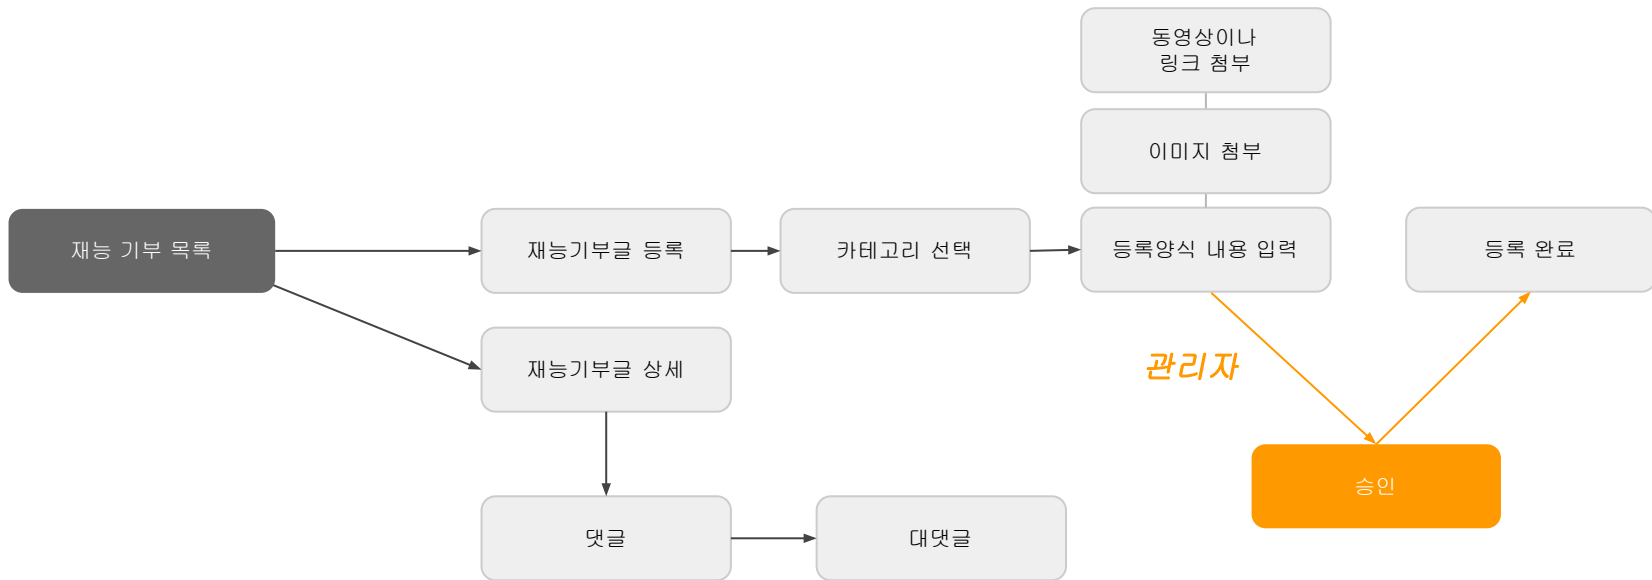 동영상이나
링크 첨부
이미지 첨부
재능 기부 목록
재능기부글 등록
카테고리 선택
등록양식 내용 입력
등록 완료
재능기부글 상세
관리자
승인
댓글
대댓글